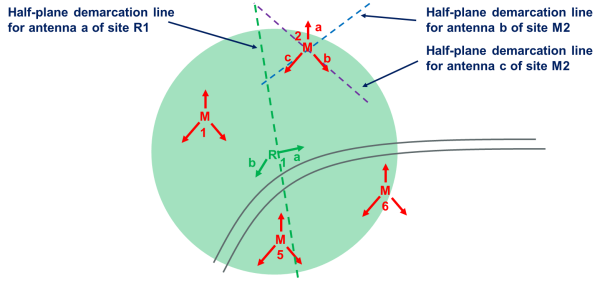 Half-plane demarcation line
for antenna a of site R1
Half-plane demarcation line
for antenna b of site M2
Half-plane demarcation line
for antenna c of site M2
a
2
M
c
b
M
1
b
R
1
a
M
6
M
5